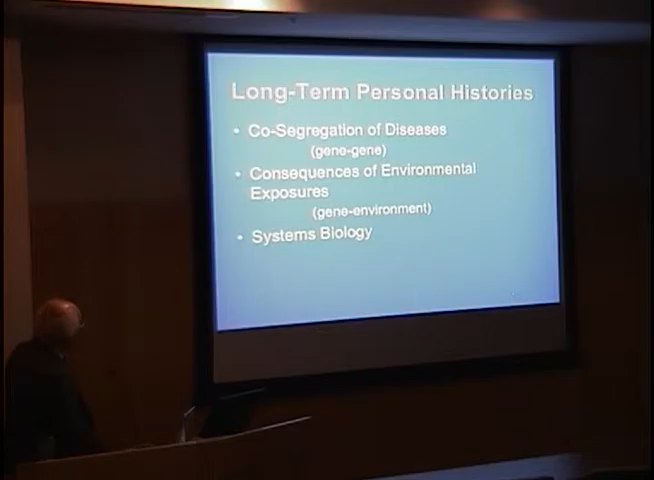 Long-Term Personal Histories
• Co-Segregation of Diseases
(gene-gene)
• Consequences of Environmental
Exposures
(gene-environment)
• Systems Biology